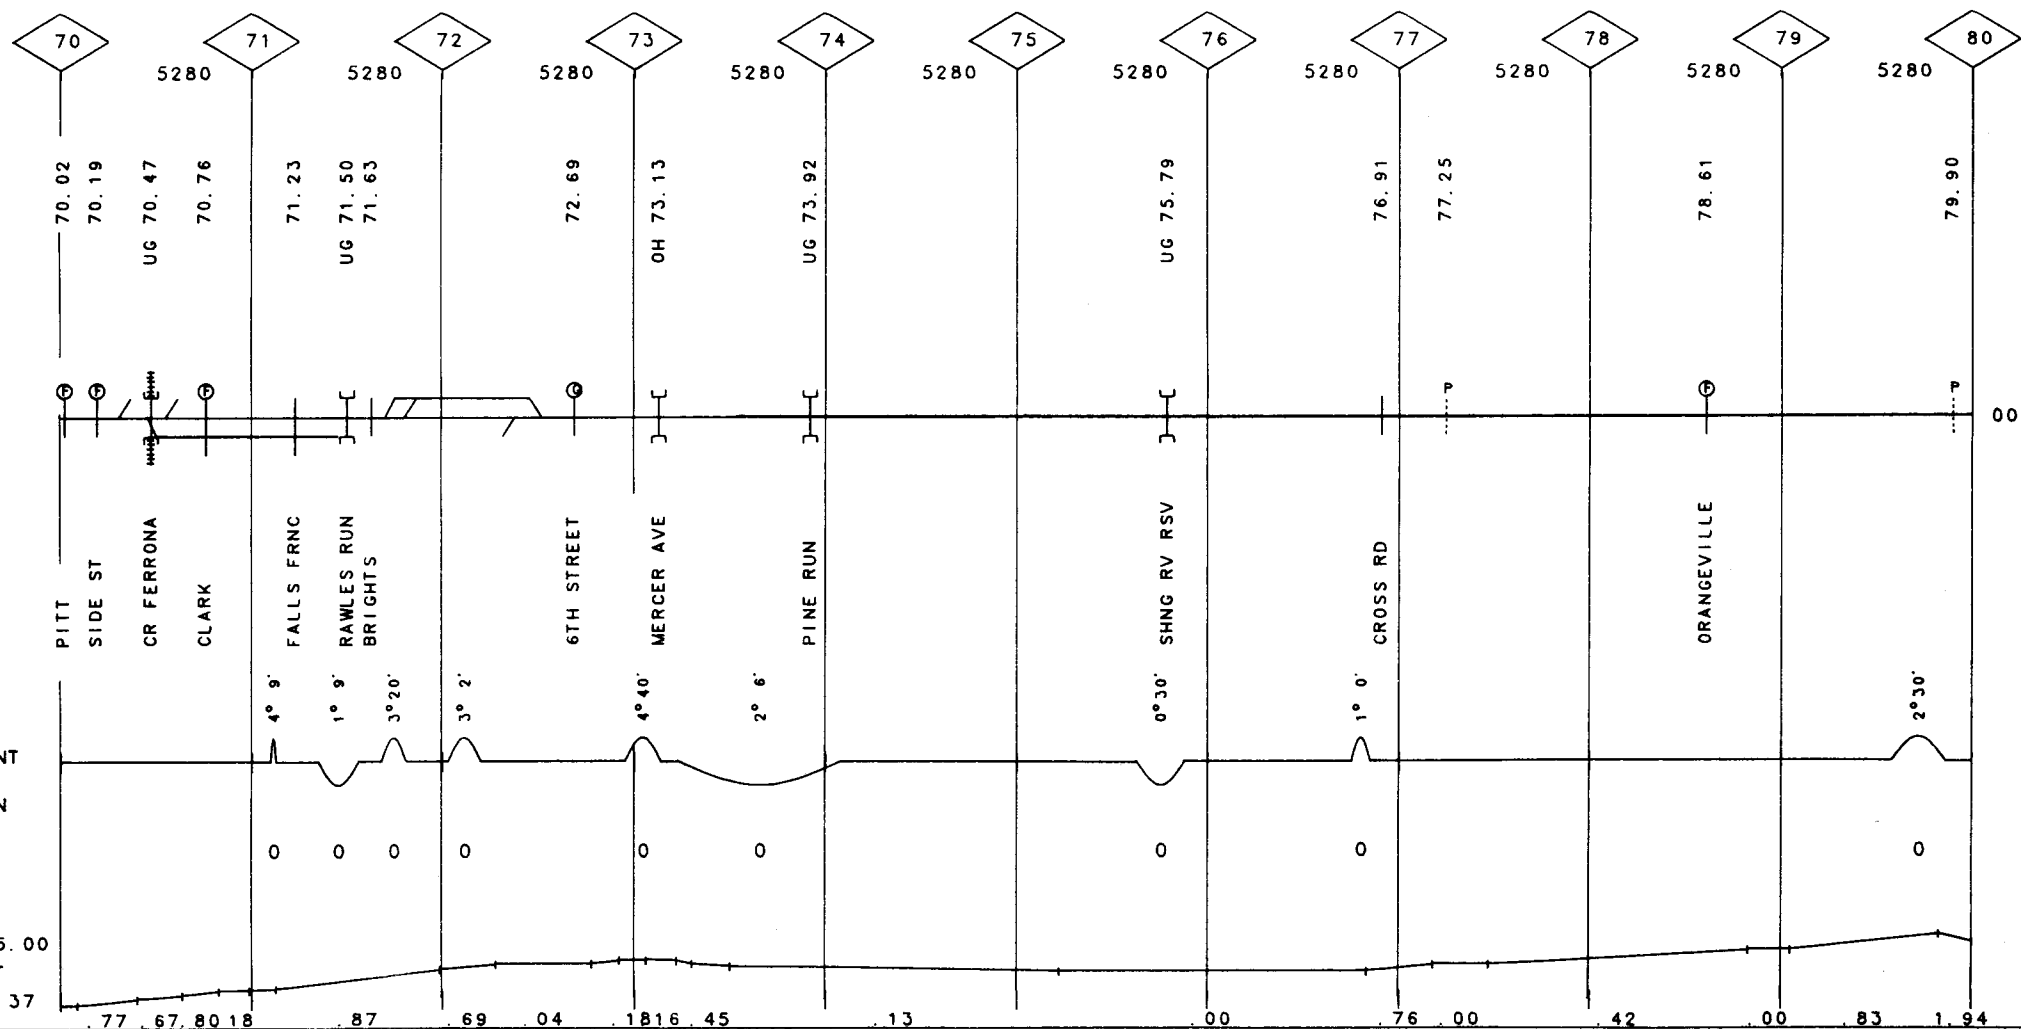 70 71 72 73 74 75 76 77 78 79 80
5280 5280 5280 5280 5280 5280 5280 5280 5280 5280
70.02
70.19
UG 70.47
70.76
71.23
UG 71.50
71.63
72.69
OH 73.13
UG 73.92
UG 75.79
76.91
77.25
78.61
79.90
F F F Q P F P
00
PITT
SIDE ST
CR FERRONA
CLARK
FALLS FRNC
RAWLES RUN
BRIGHTS
6TH STREET
MERCER AVE
PINE RUN
SHNG RV RSV
CROSS RD
ORANGEVILLE
4° 9' 1° 9' 3°20' 3° 2' 4°40' 2° 6' 0°30' 1° 0' 2°30'
NT
N
0 0 0 0 0 0 0 0 0
5.00
37
.77 .67 .80 18 .87 .69 .04 .1816 .45 .13 .00 .76 .00 .42 .00 .83 1.94